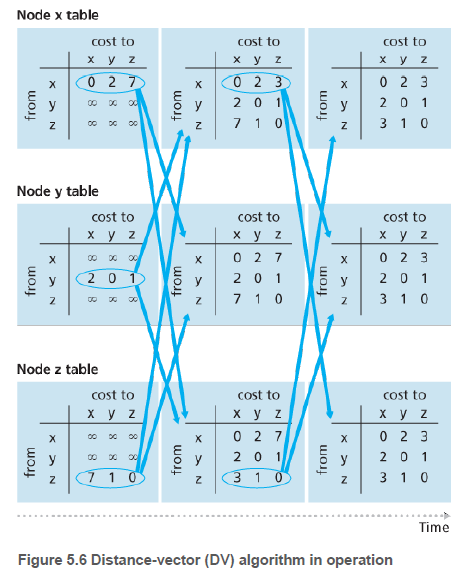 Node x table
cost to cost to cost to
x y z x y z x y z
from x 0 2 7 from x 0 2 3 from x 0 2 3
y ∞ ∞ ∞ y 2 0 1 y 2 0 1
z ∞ ∞ ∞ z 7 1 0 z 3 1 0
Node y table
cost to cost to cost to
x y z x y z x y z
from x ∞ ∞ ∞ from x 0 2 7 from x 0 2 3
y 2 0 1 y 2 0 1 y 2 0 1
z ∞ ∞ ∞ z 7 1 0 z 3 1 0
Node z table
cost to cost to cost to
x y z x y z x y z
from x ∞ ∞ ∞ from x 0 2 7 from x 0 2 3
y ∞ ∞ ∞ y 2 0 1 y 2 0 1
z 7 1 0 z 3 1 0 z 3 1 0
Time
Figure 5.6 Distance-vector (DV) algorithm in operation